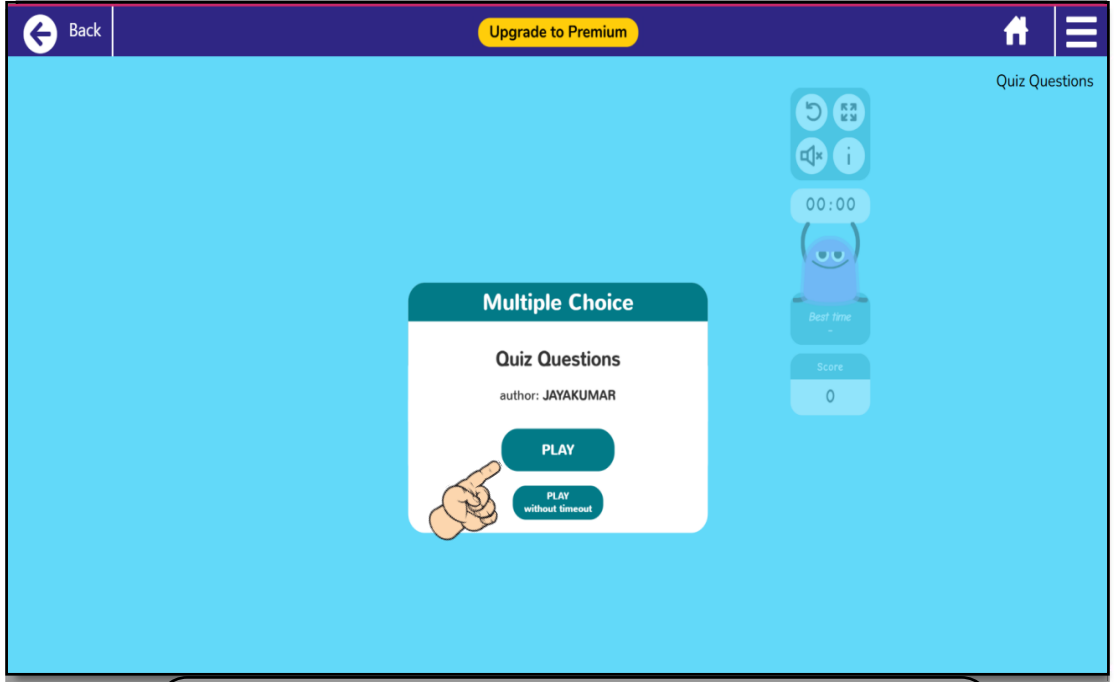 Back
Upgrade to Premium
Quiz Questions
00:00
Best time
-
Score
0
Multiple Choice
Quiz Questions
author: JAYAKUMAR
PLAY
PLAY
without timeout